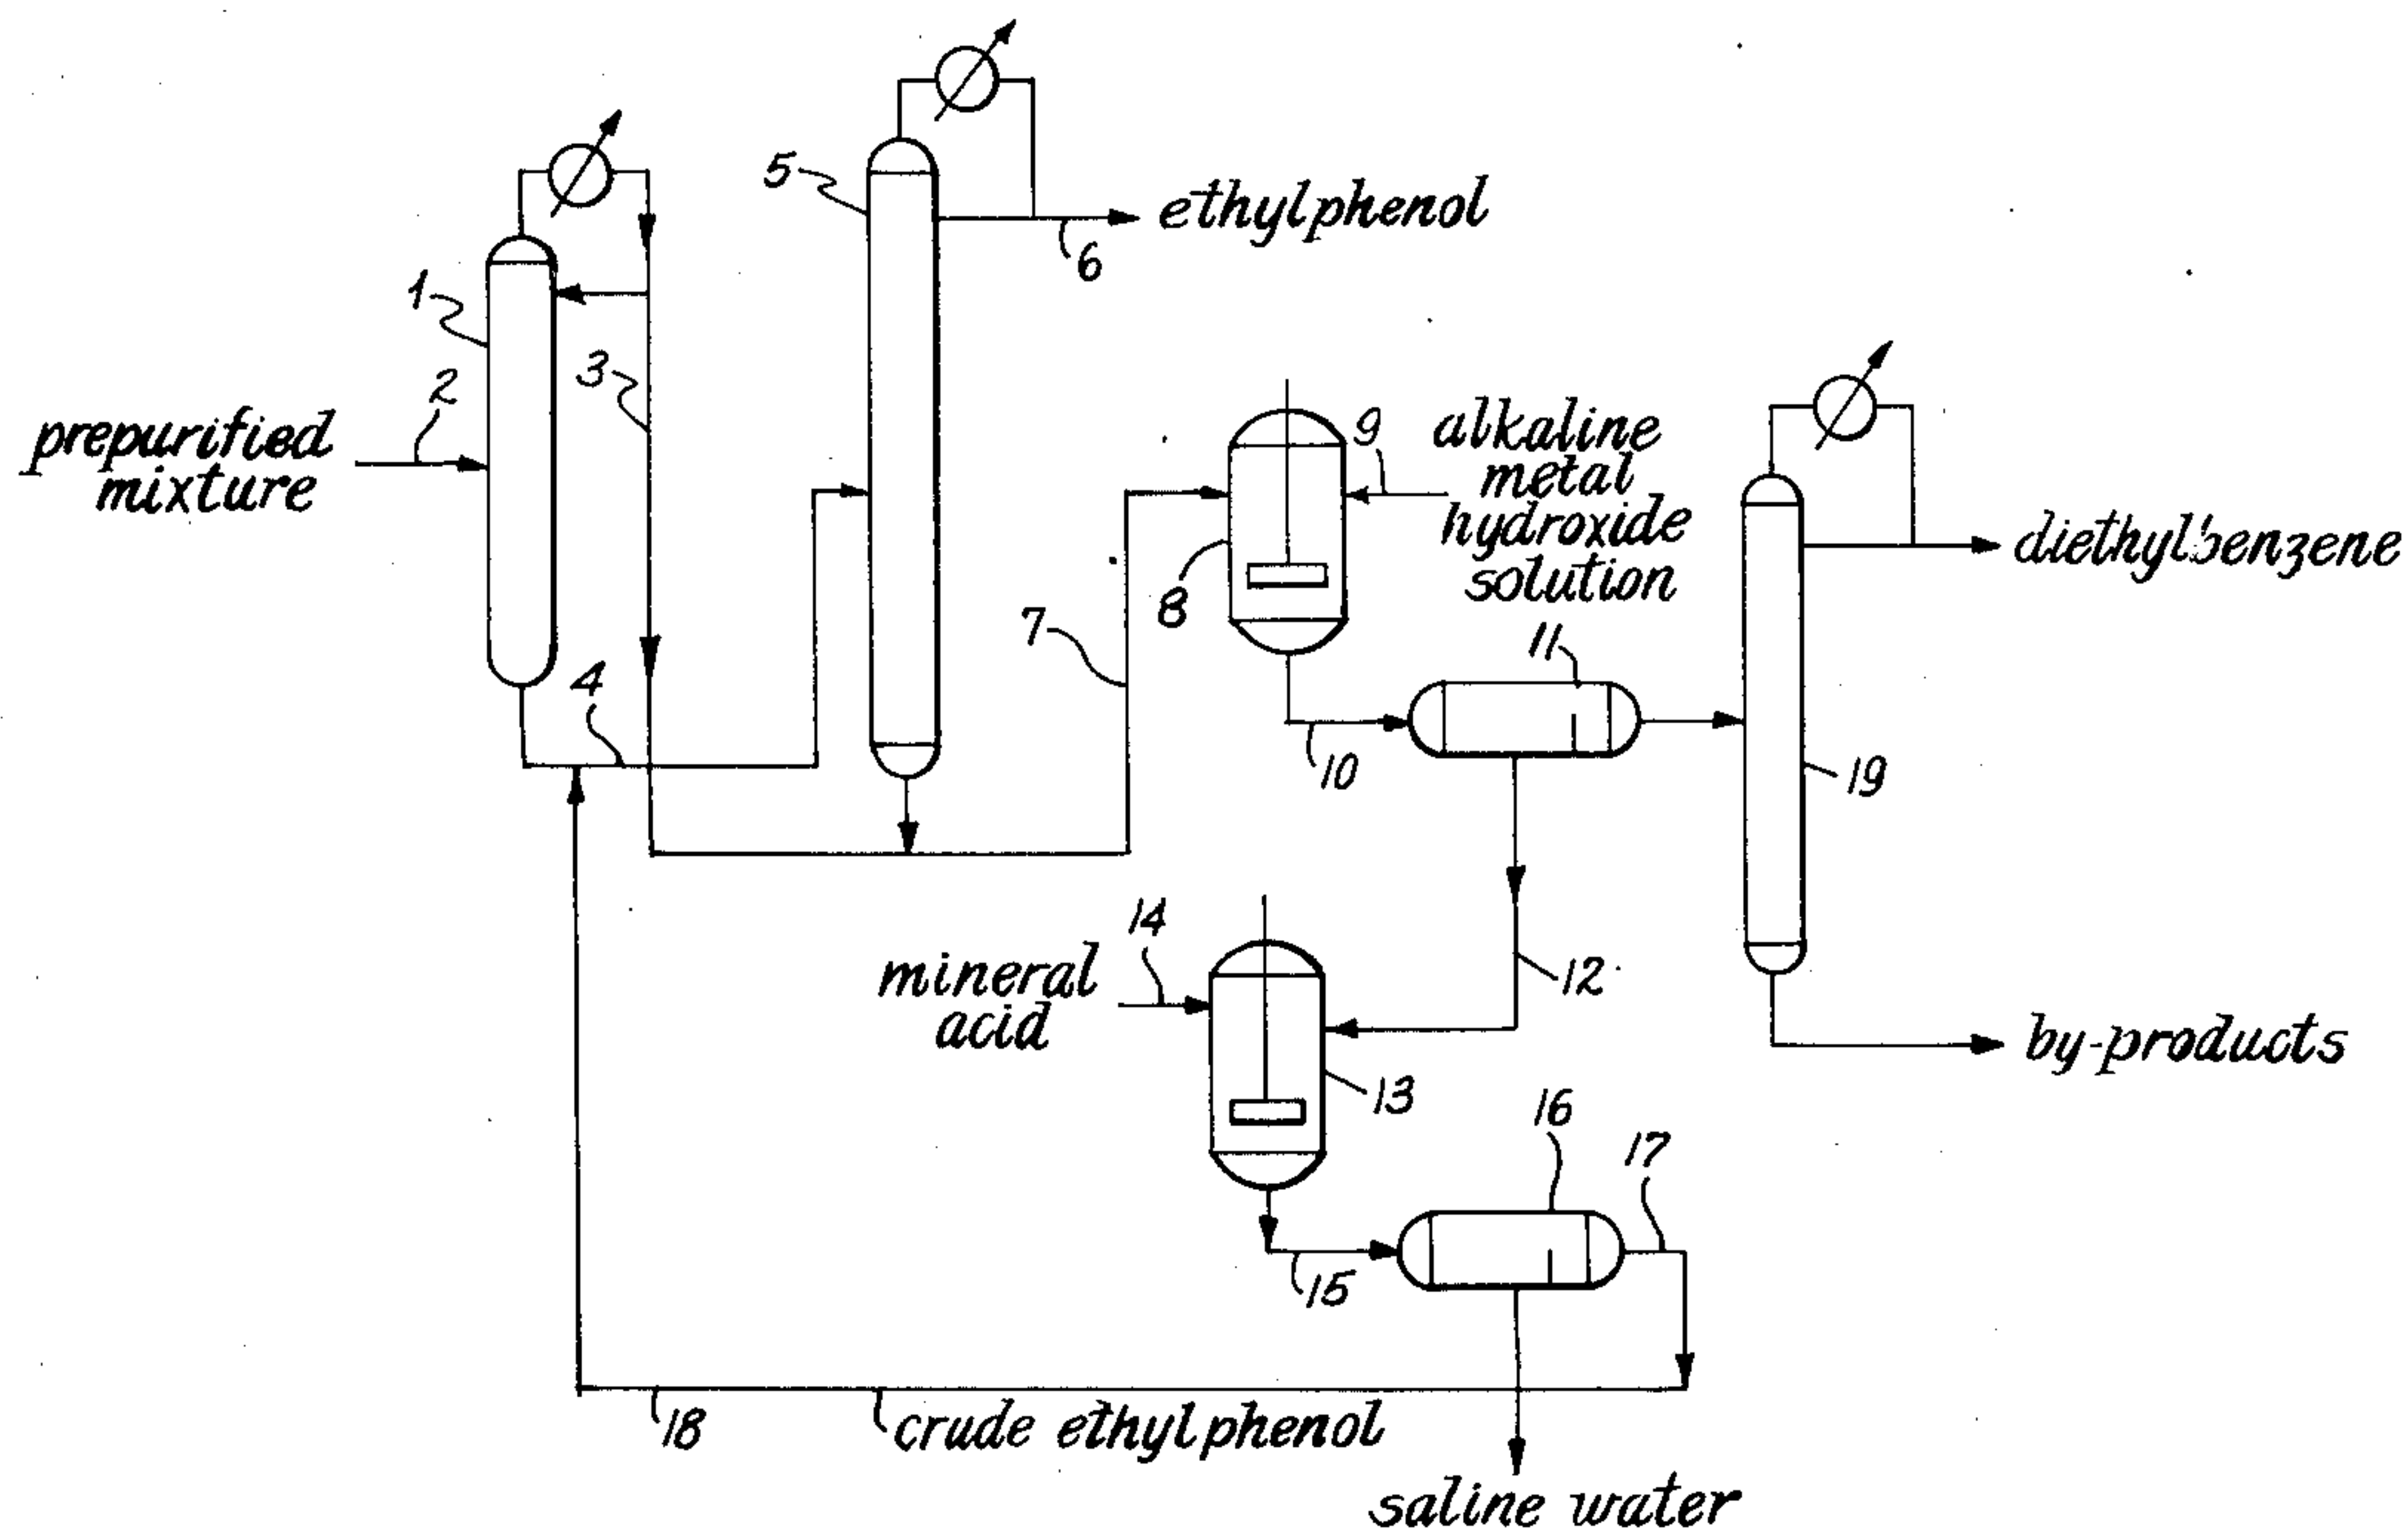 5
ethylphenol
6
1
3
2
prepurified
mixture
9
alkaline
metal
hydroxide
solution
8
diethylbenzene
7
11
4
10
19
14
mineral
acid
12
13
by-products
16
17
15
18
crude ethylphenol
saline water